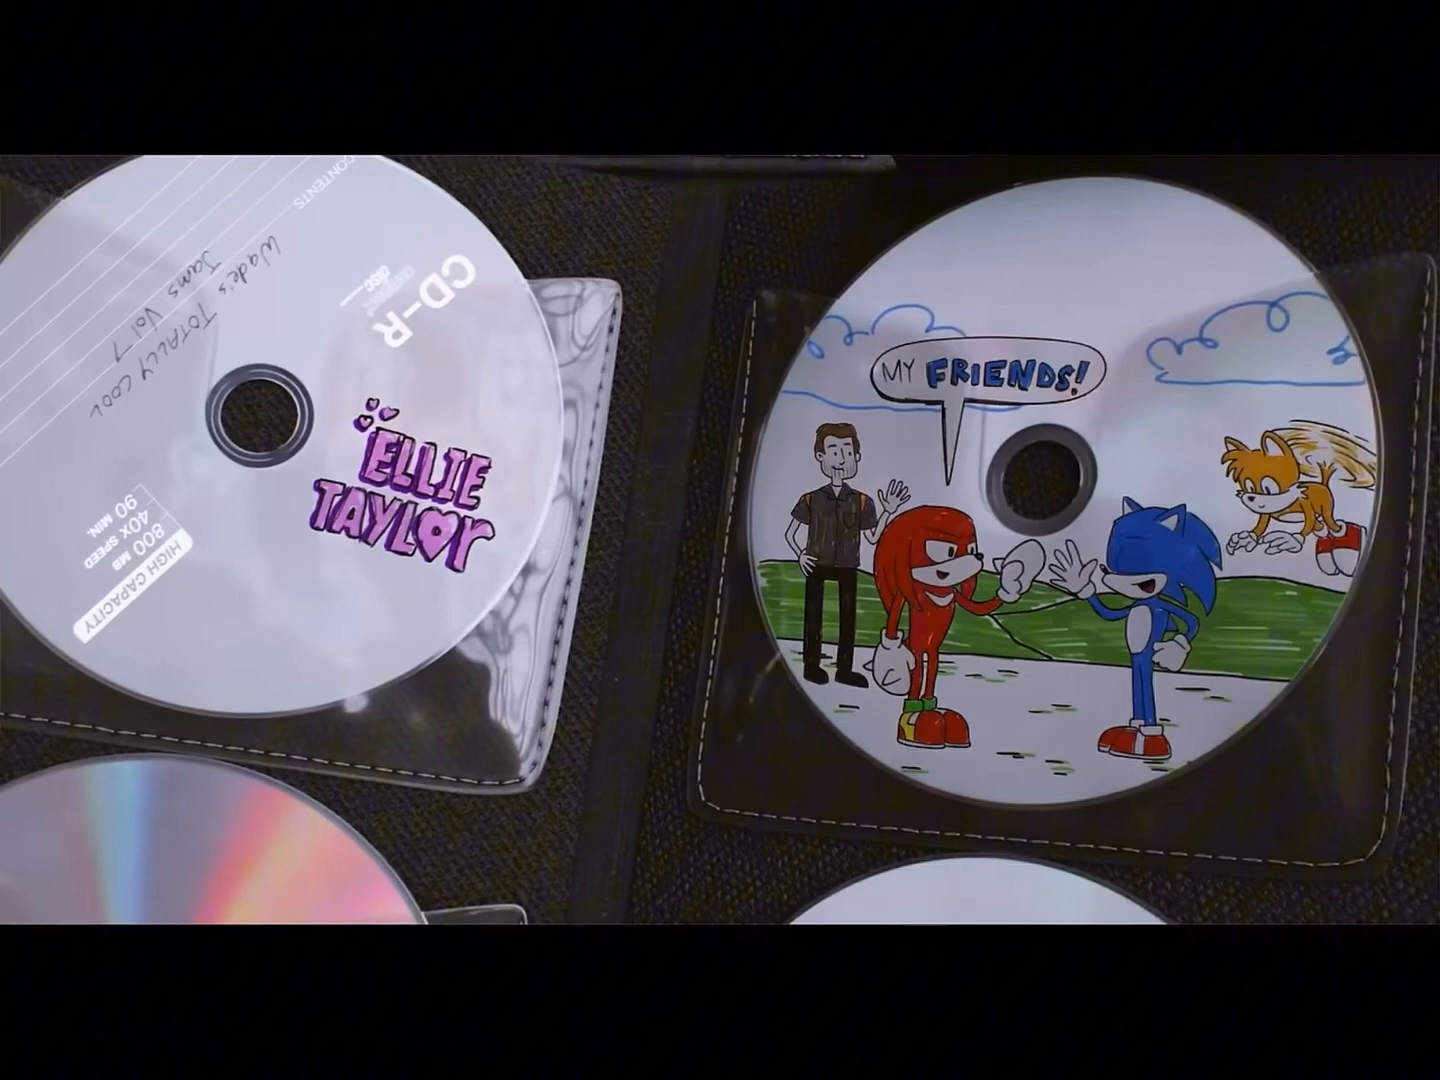 CONTENTS
Wade's TOTALLY COOL
Jams Vol 7
CD-R
disc
ELLIE
TAYLOR
HIGH CAPACITY
800 MB
40X SPEED
90 MIN.
MY FRIENDS!